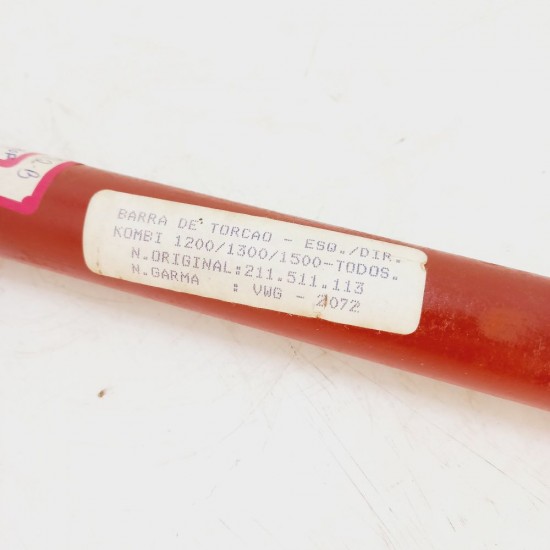 BARRA DE TORCAO - ESQ./DIR.
KOMBI 1200/1300/1500-TODOS.
N.ORIGINAL:211.511.113
N.GARMA : VWG - 2072